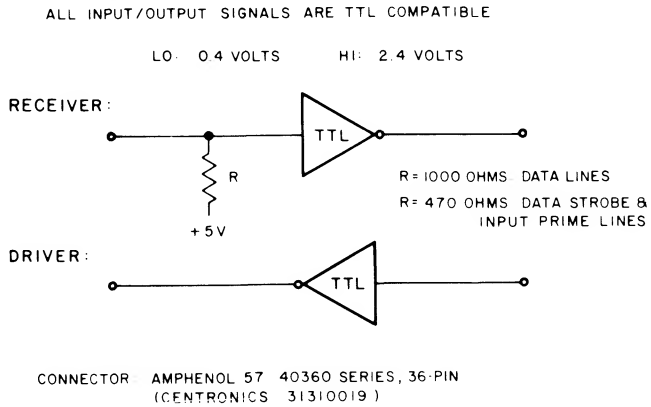 ALL INPUT/OUTPUT SIGNALS ARE TTL COMPATIBLE
LO: 0.4 VOLTS HI: 2.4 VOLTS
RECEIVER:
TTL
R
+5V
R=1000 OHMS DATA LINES
R=470 OHMS DATA STROBE &
INPUT PRIME LINES
DRIVER:
TTL
CONNECTOR: AMPHENOL 57 40360 SERIES, 36-PIN
(CENTRONICS 31310019)